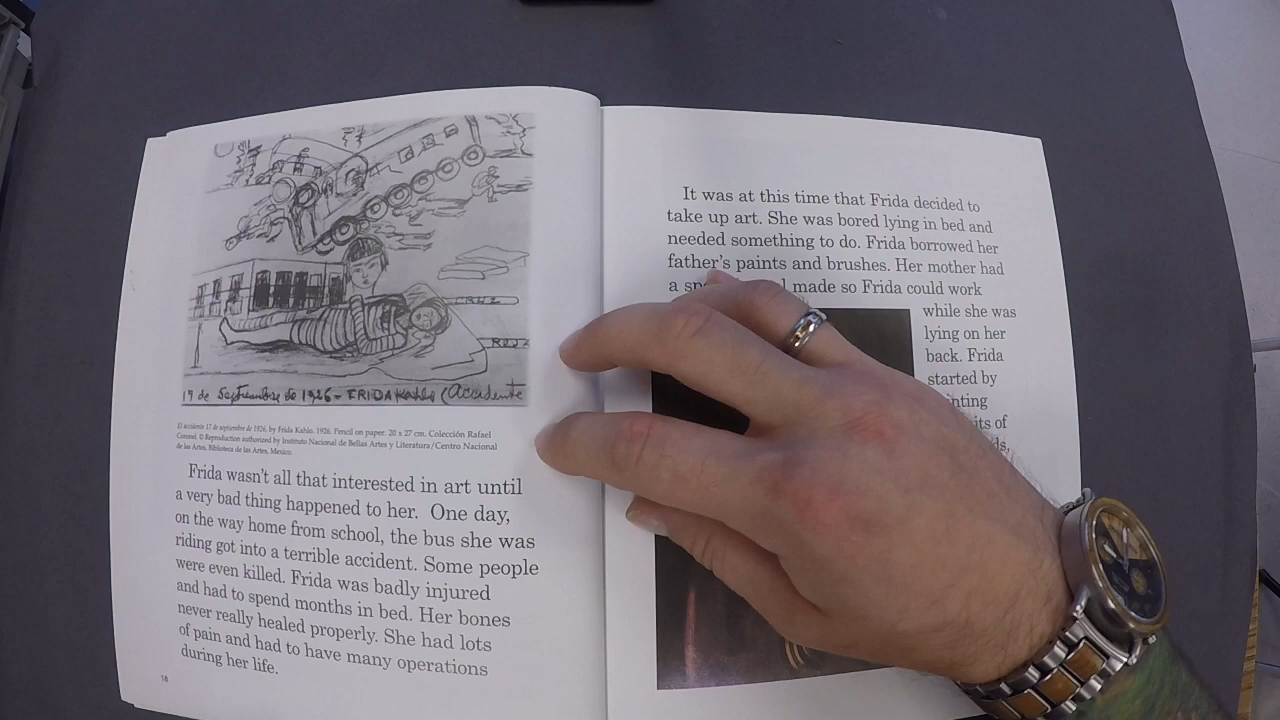 17 de Septiembre de 1926 - FRIDA Kahlo (Accidente
El accidente 17 de septiembre de 1926, by Frida Kahlo. 1926. Pencil on paper. 20 x 27 cm. Colección Rafael
Coronel. © Reproduction authorized by Instituto Nacional de Bellas Artes y Literatura/Centro Nacional
de las Artes, Biblioteca de las Artes, Mexico.
Frida wasn't all that interested in art until
a very bad thing happened to her. One day,
on the way home from school, the bus she was
riding got into a terrible accident. Some people
were even killed. Frida was badly injured
and had to spend months in bed. Her bones
never really healed properly. She had lots
of pain and had to have many operations
during her life.
18
It was at this time that Frida decided to
take up art. She was bored lying in bed and
needed something to do. Frida borrowed her
father's paints and brushes. Her mother had
a made so Frida could work
while she was
lying on her
back. Frida
started by
of